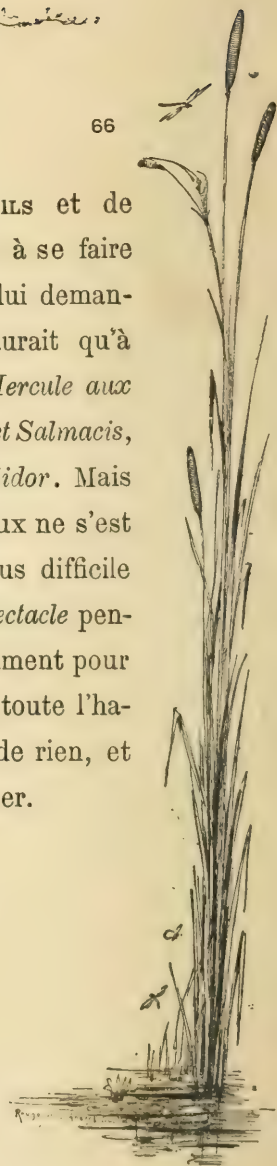 66
ILS et de
à se faire
lui deman-
urait qu'à
Hercule aux
et Salmacis,
idor. Mais
ux ne s'est
us difficile
ectacle pen-
ment pour
toute l'ha-
de rien, et
er.